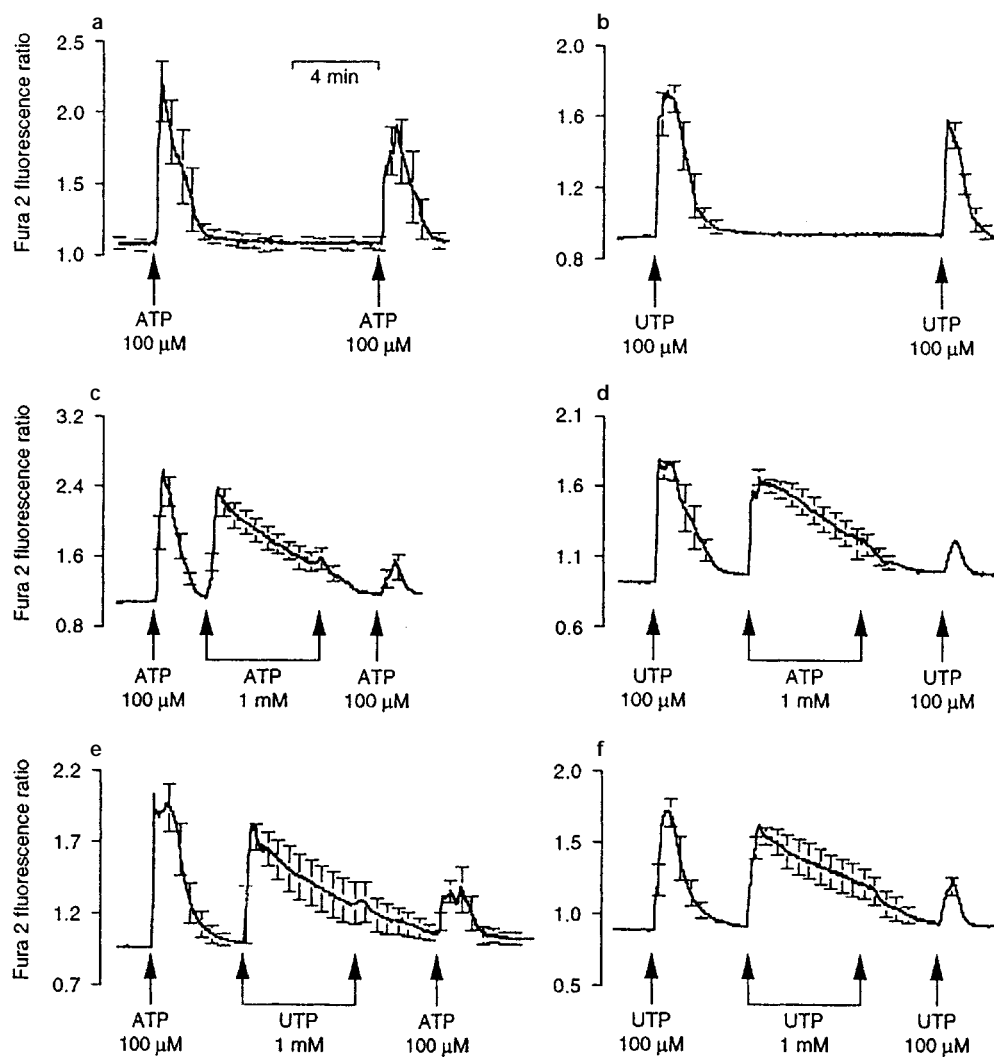 a
Fura 2 fluorescence ratio
2.5
2.0
1.5
1.0
4 min
ATP
100 µM
ATP
100 µM
b
2.0
1.6
1.2
0.8
UTP
100 µM
UTP
100 µM
c
Fura 2 fluorescence ratio
3.2
2.4
1.6
0.8
ATP
100 µM
ATP
1 mM
ATP
100 µM
d
2.1
1.6
1.1
0.6
UTP
100 µM
ATP
1 mM
UTP
100 µM
e
Fura 2 fluorescence ratio
2.2
1.7
1.2
0.7
ATP
100 µM
UTP
1 mM
ATP
100 µM
f
2.0
1.5
1.0
0.5
UTP
100 µM
UTP
1 mM
UTP
100 µM